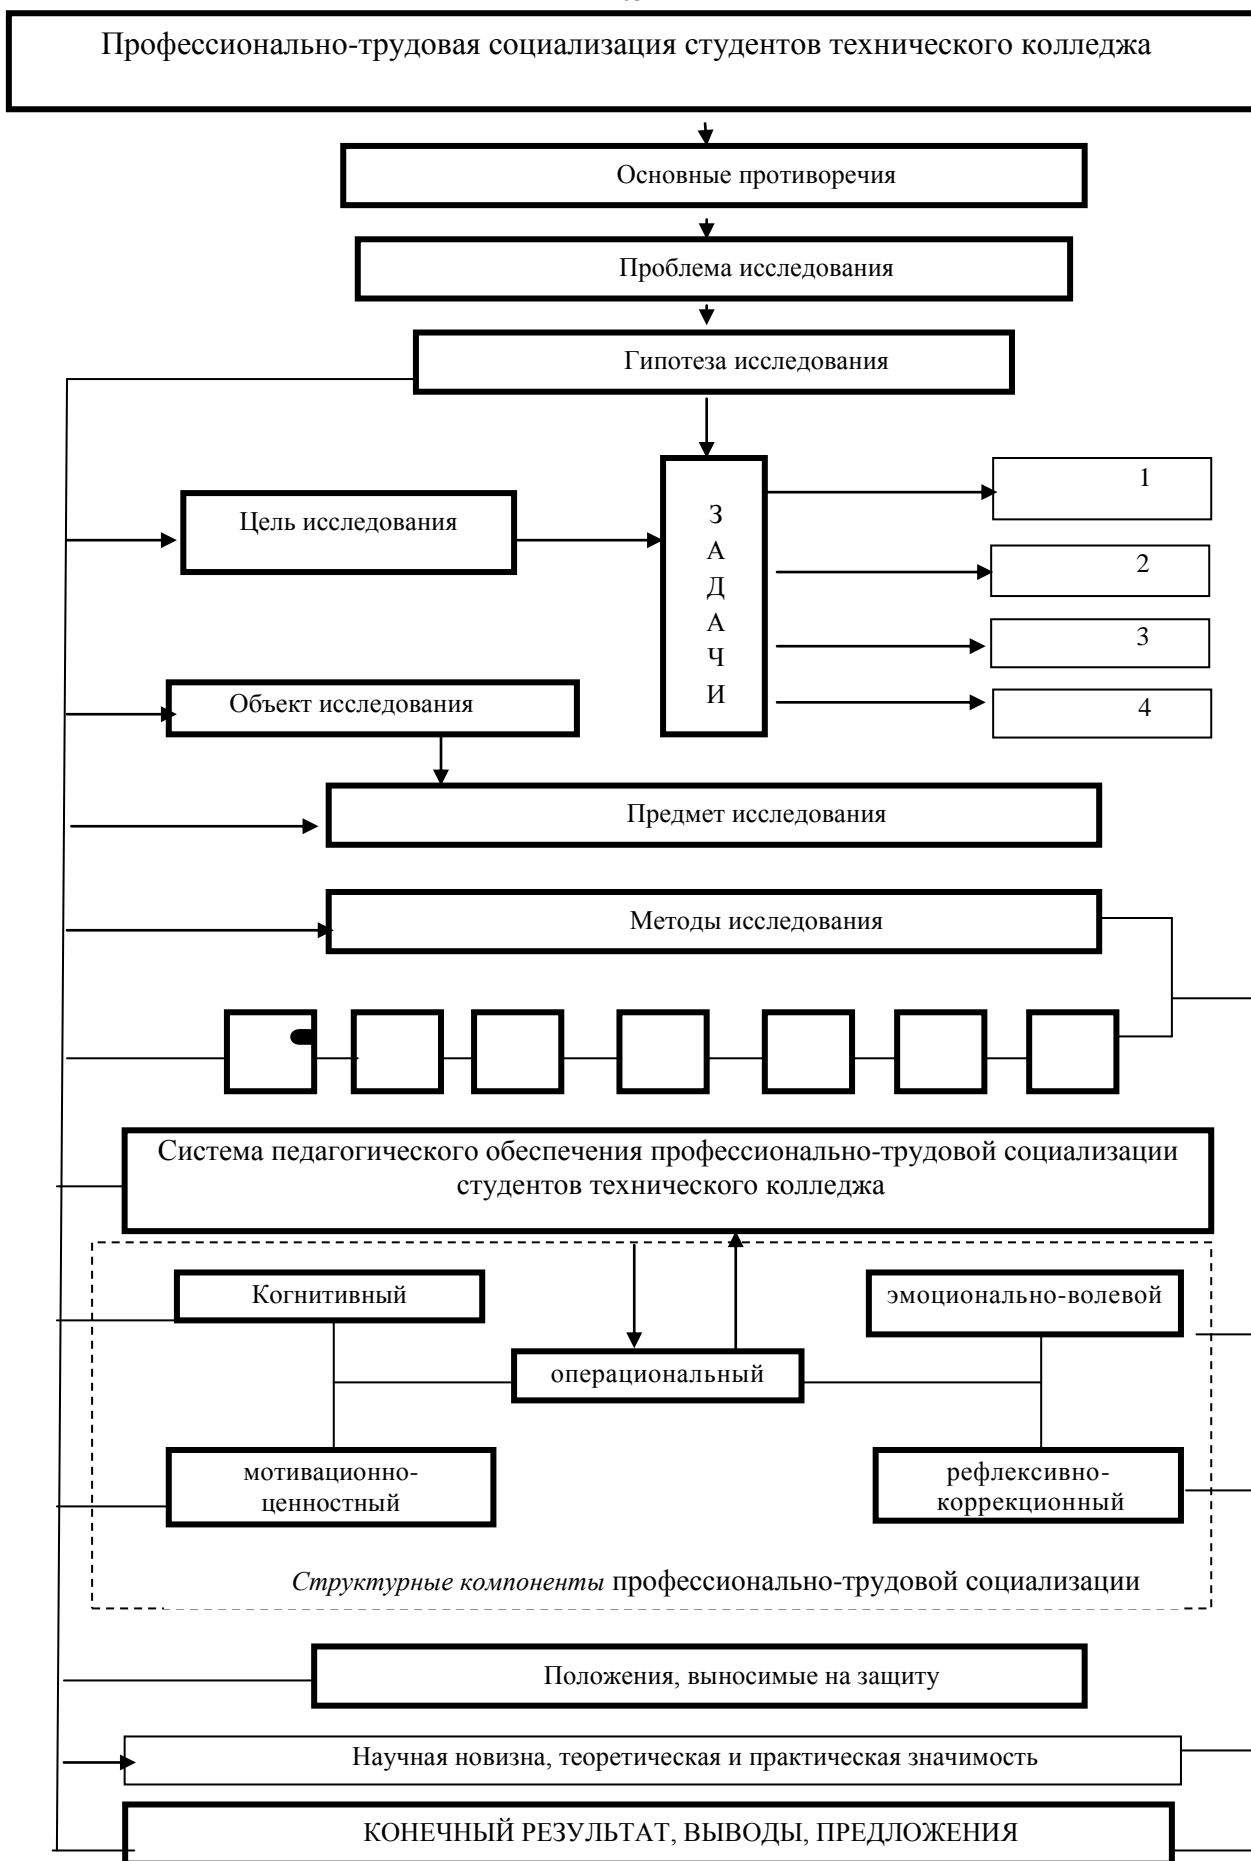 Профессионально-трудовая социализация студентов технического колледжа
Основные противоречия
Проблема исследования
Гипотеза исследования
Цель исследования
З
А
Д
А
Ч
И
1
2
3
4
Объект исследования
Предмет исследования
Методы исследования
Система педагогического обеспечения профессионально-трудовой социализации
студентов технического колледжа
Когнитивный
эмоционально-волевой
операциональный
мотивационно-
ценностный
рефлексивно-
коррекционный
Структурные компоненты профессионально-трудовой социализации
Положения, выносимые на защиту
Научная новизна, теоретическая и практическая значимость
КОНЕЧНЫЙ РЕЗУЛЬТАТ, ВЫВОДЫ, ПРЕДЛОЖЕНИЯ